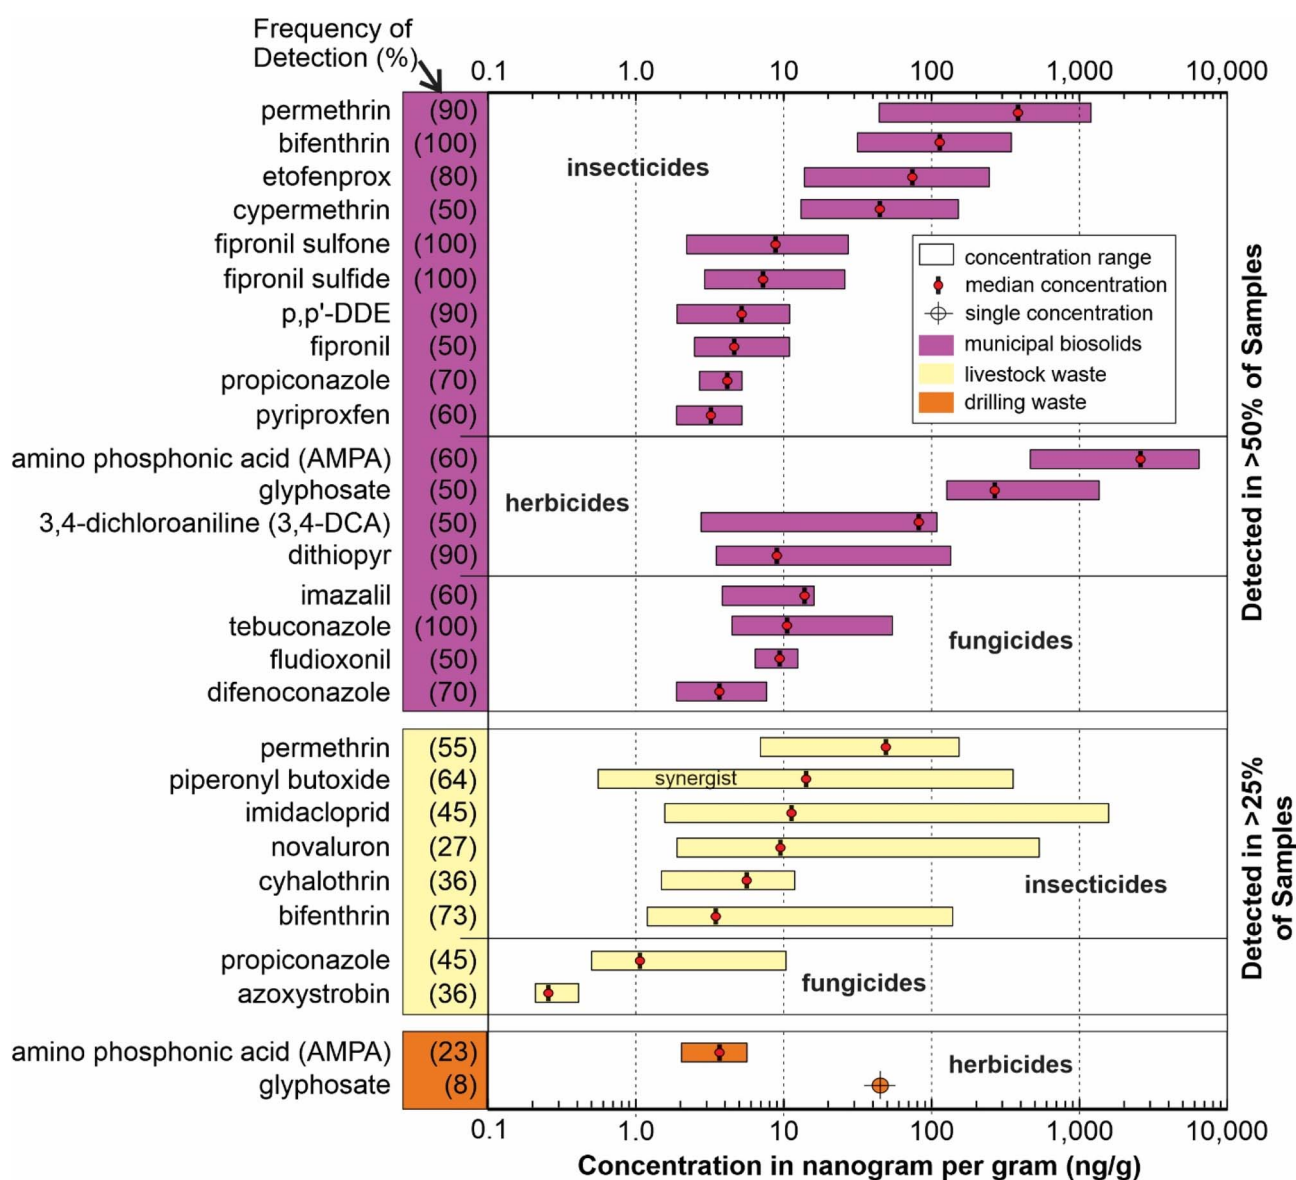 Frequency of
Detection (%)
0.1 1.0 10 100 1,000 10,000
permethrin (90)
bifenthrin (100)
insecticides
etofenprox (80)
cypermethrin (50)
fipronil sulfone (100)
fipronil sulfide (100)
p,p'-DDE (90)
fipronil (50)
propiconazole (70)
pyriproxfen (60)
concentration range
median concentration
single concentration
municipal biosolids
livestock waste
drilling waste
amino phosphonic acid (AMPA) (60)
glyphosate (50)
herbicides
3,4-dichloroaniline (3,4-DCA) (50)
dithiopyr (90)
imazalil (60)
tebuconazole (100)
fungicides
fludioxonil (50)
difenoconazole (70)
Detected in >50% of Samples
permethrin (55)
piperonyl butoxide (64) synergist
imidacloprid (45)
novaluron (27)
cyhalothrin (36)
insecticides
bifenthrin (73)
propiconazole (45)
fungicides
azoxystrobin (36)
Detected in >25%
of Samples
amino phosphonic acid (AMPA) (23)
herbicides
glyphosate (8)
0.1 1.0 10 100 1,000 10,000
Concentration in nanogram per gram (ng/g)